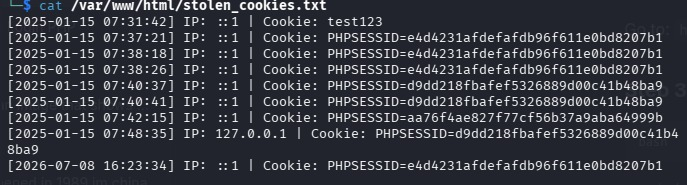 └─$ cat /var/www/html/stolen_cookies.txt
[2025-01-15 07:31:42] IP: ::1 | Cookie: test123
[2025-01-15 07:37:21] IP: ::1 | Cookie: PHPSESSID=e4d4231afdefafdb96f611e0bd8207b1
[2025-01-15 07:38:18] IP: ::1 | Cookie: PHPSESSID=e4d4231afdefafdb96f611e0bd8207b1
[2025-01-15 07:38:26] IP: ::1 | Cookie: PHPSESSID=e4d4231afdefafdb96f611e0bd8207b1
[2025-01-15 07:40:37] IP: ::1 | Cookie: PHPSESSID=d9dd218fbafef5326889d00c41b48ba9
[2025-01-15 07:40:41] IP: ::1 | Cookie: PHPSESSID=d9dd218fbafef5326889d00c41b48ba9
[2025-01-15 07:42:15] IP: ::1 | Cookie: PHPSESSID=aa76f4ae827f77cf56b37a9aba64999b
[2025-01-15 07:48:35] IP: 127.0.0.1 | Cookie: PHPSESSID=d9dd218fbafef5326889d00c41b4
8ba9
[2026-07-08 16:23:34] IP: ::1 | Cookie: PHPSESSID=e4d4231afdefafdb96f611e0bd8207b1